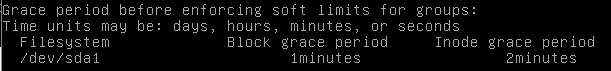 Grace period before enforcing soft limits for groups:
Time units may be: days, hours, minutes, or seconds
Filesystem Block grace period Inode grace period
/dev/sda1 1minutes 2minutes